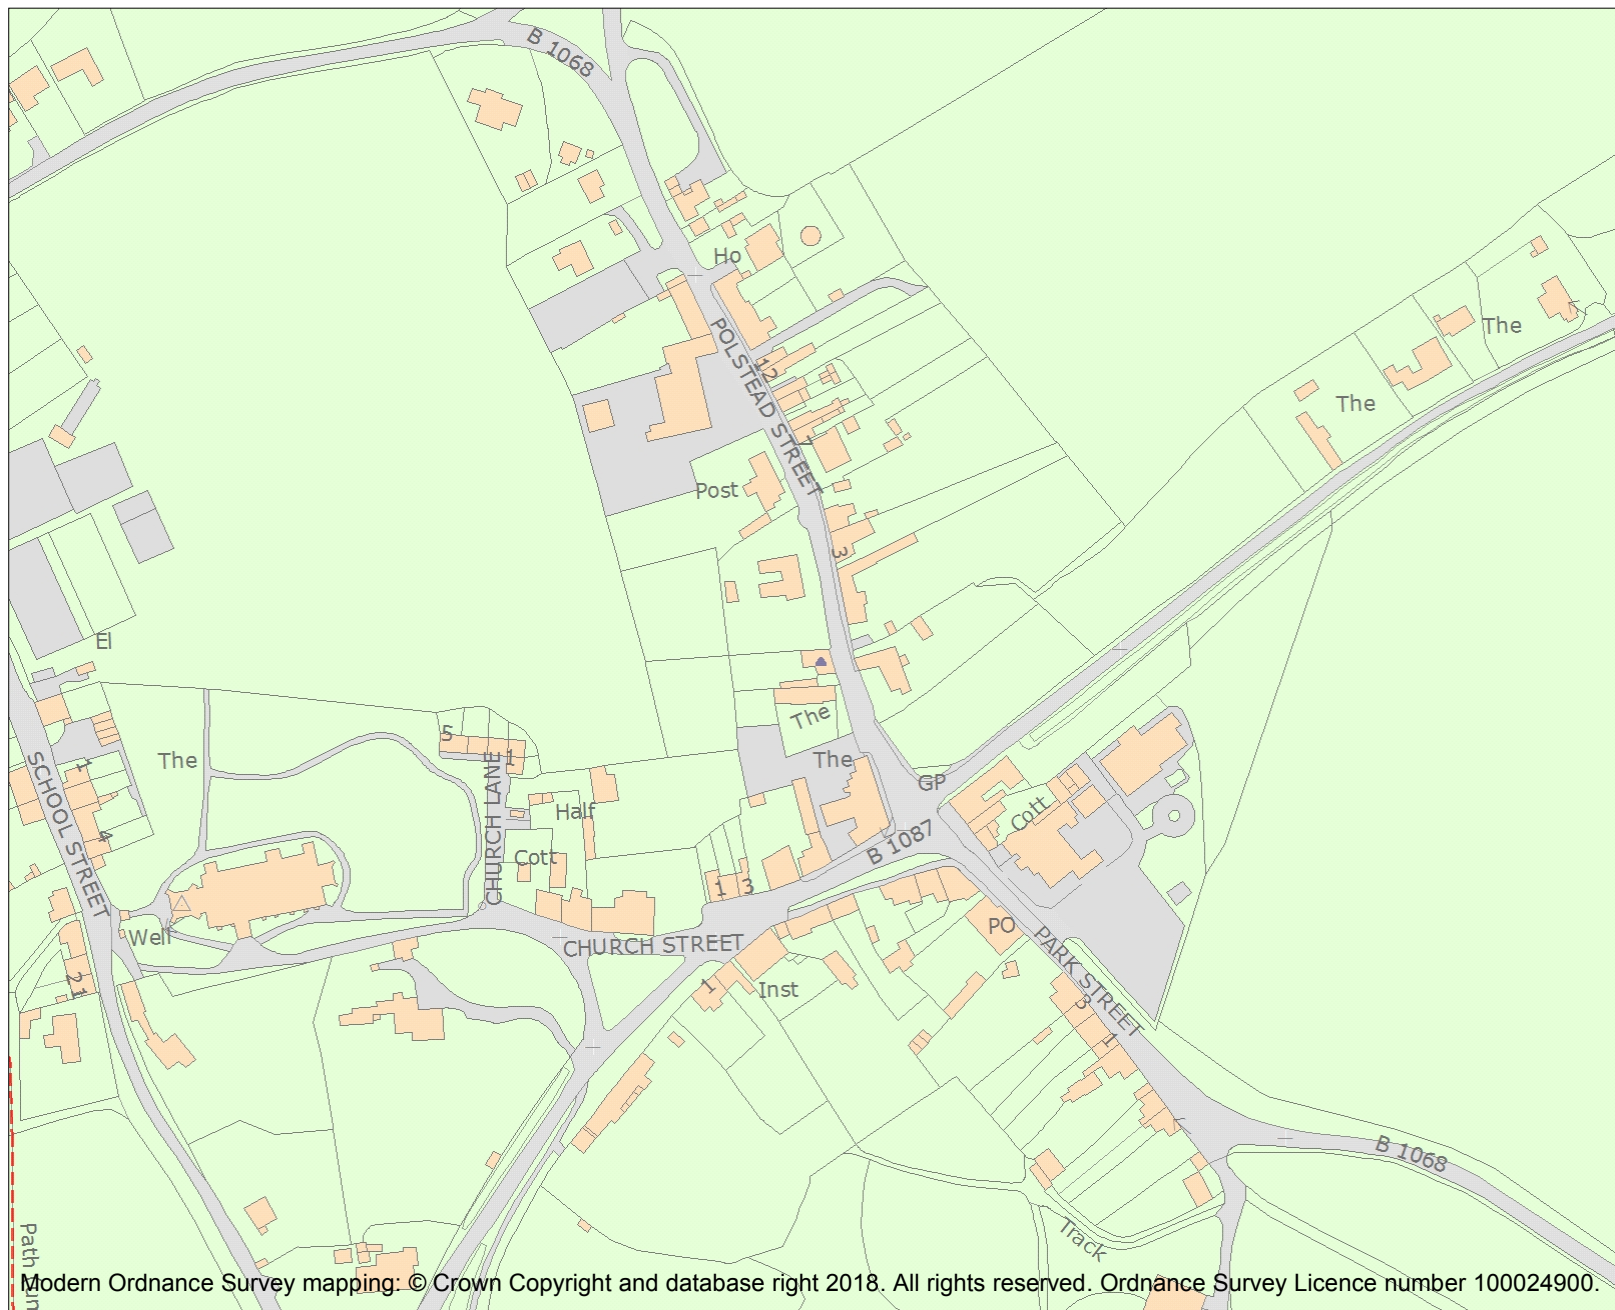 B 1068
Ho
POLSTEAD STREET
12
The
The
7
Post
3
El
The
The
5
1
The
GP
SCHOOL STREET
1
CHURCH LANE
Half
Cott
4
Cott
B 1087
1 3
Well
CHURCH STREET
PO
PARK STREET
21
1
Inst
3
1
B 1068
Track
Path
Modern Ordnance Survey mapping: © Crown Copyright and database right 2018. All rights reserved. Ordnance Survey Licence number 100024900.